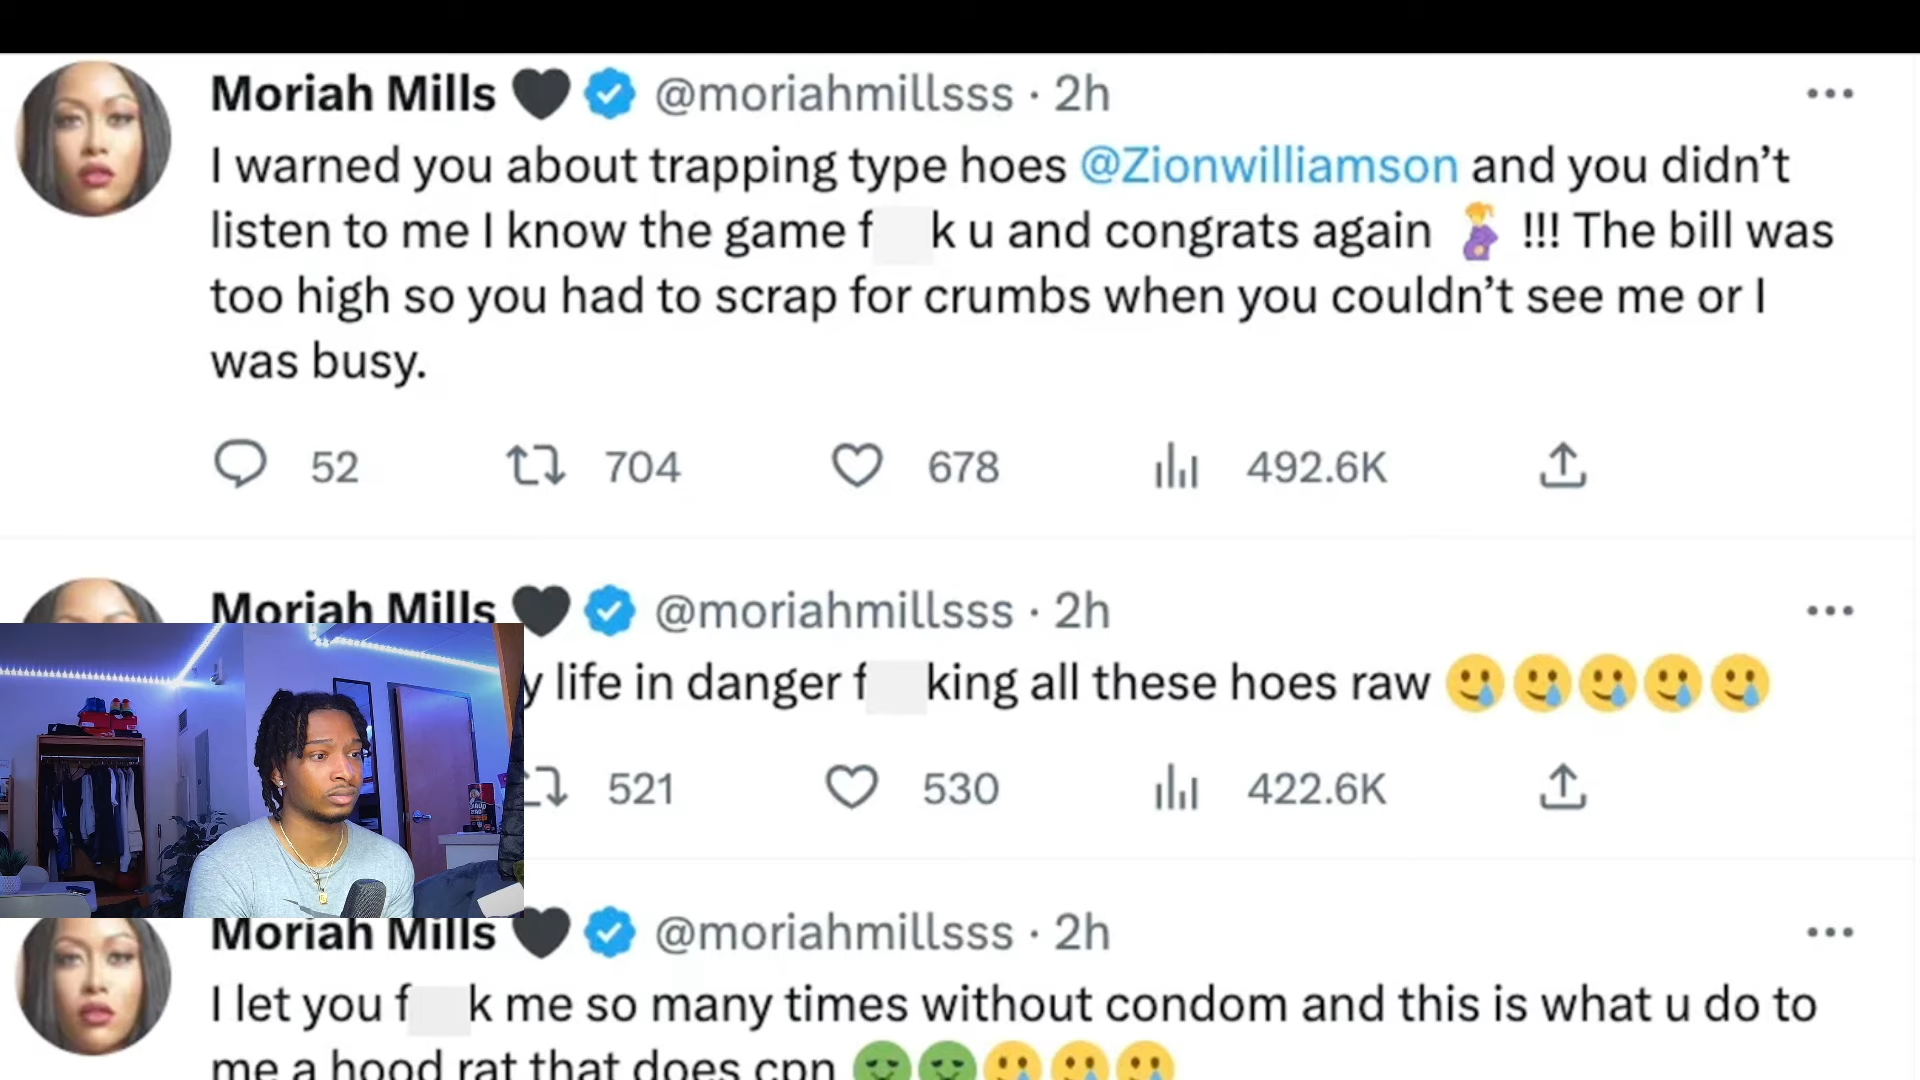 Moriah Mills 🖤 @moriahmillsss · 2h
I warned you about trapping type hoes @Zionwilliamson and you didn't
listen to me I know the game f k u and congrats again 🤰 !!! The bill was
too high so you had to scrap for crumbs when you couldn't see me or I
was busy.
52 704 678 492.6K
Moriah Mills 🖤 @moriahmillsss · 2h
y life in danger f king all these hoes raw 🥲🥲🥲🥲🥲
521 530 422.6K
Moriah Mills 🖤 @moriahmillsss · 2h
I let you f k me so many times without condom and this is what u do to
me a hood rat that does cpn 🤢🤢🥲🥲🥲